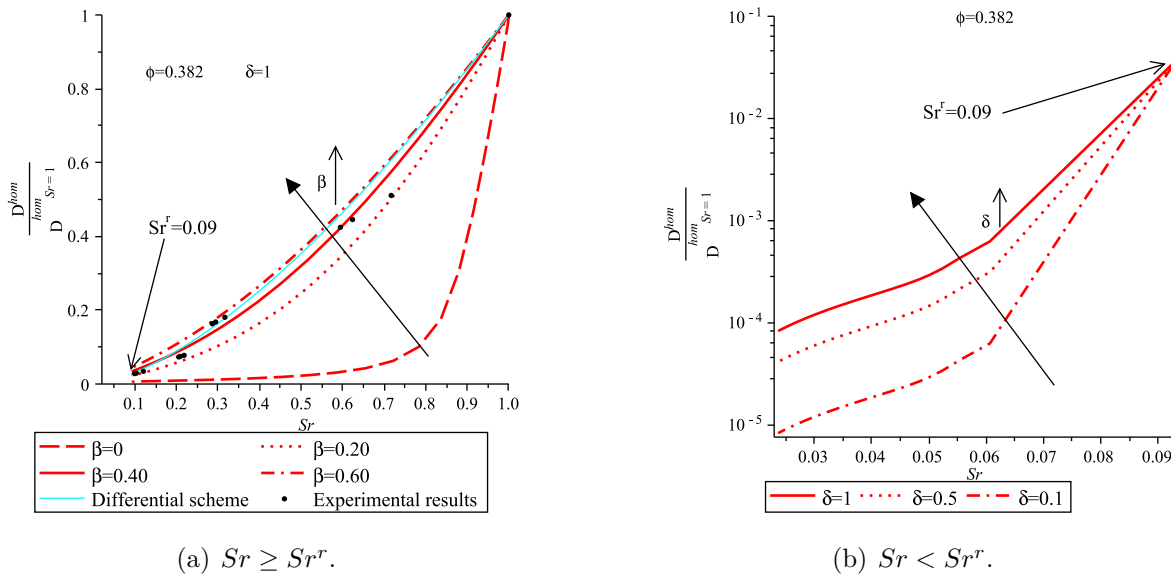 1
0.8
0.6
0.4
0.2
0
ϕ=0.382 δ=1
β
Sr^r=0.09
D^hom
D^hom_Sr = 1
0.1 0.2 0.3 0.4 0.5 0.6 0.7 0.8 0.9 1.0
Sr
β=0 β=0.20
β=0.40 β=0.60
Differential scheme Experimental results
(a) Sr ≥ Sr^r.
10^-1
10^-2
10^-3
10^-4
10^-5
ϕ=0.382
Sr^r=0.09
δ
D^hom
D^hom_Sr = 1
0.03 0.04 0.05 0.06 0.07 0.08 0.09
Sr
δ=1 δ=0.5 δ=0.1
(b) Sr < Sr^r.